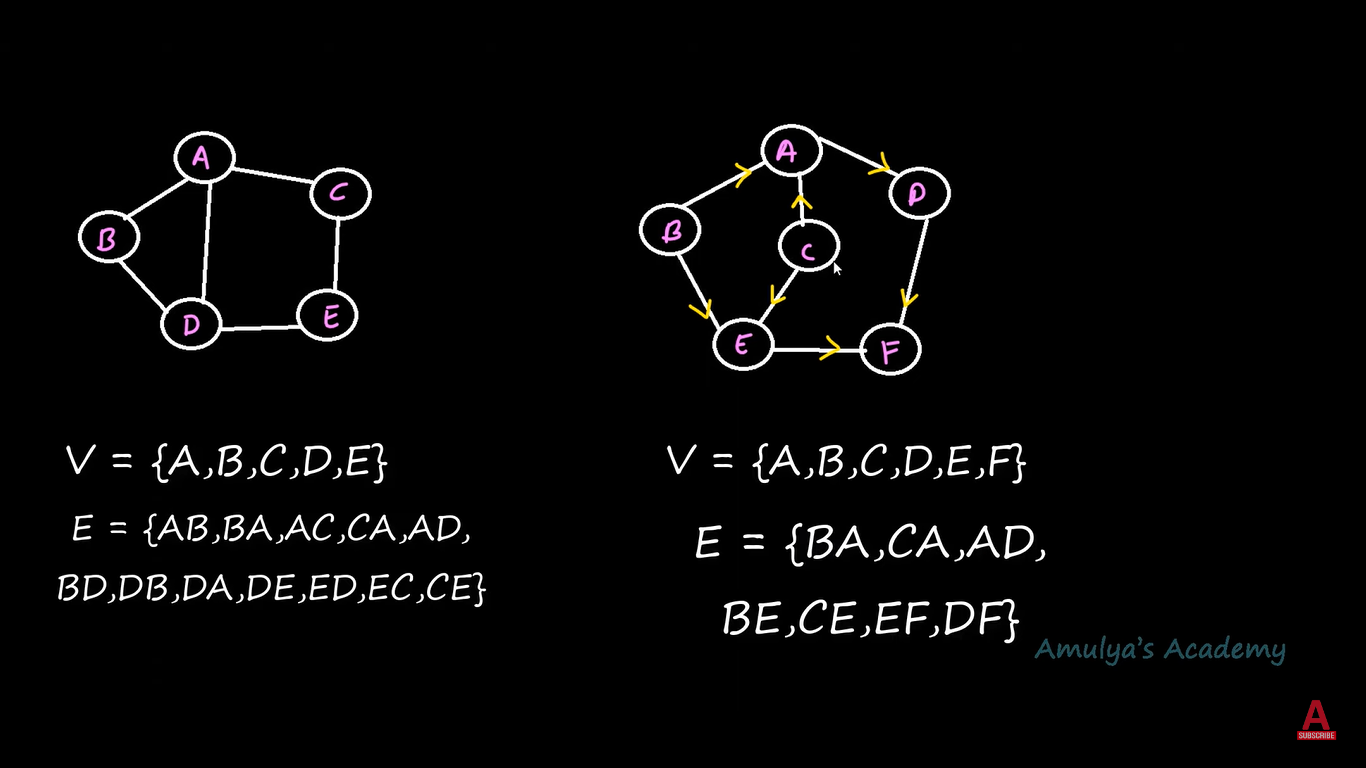 A
B
C
D
E
V = {A,B,C,D,E}
E = {AB,BA,AC,CA,AD,
BD,DB,DA,DE,ED,EC,CE}
A
D
B
C
E
F
V = {A,B,C,D,E,F}
E = {BA,CA,AD,
BE,CE,EF,DF}
Amulya's Academy
A
SUBSCRIBE